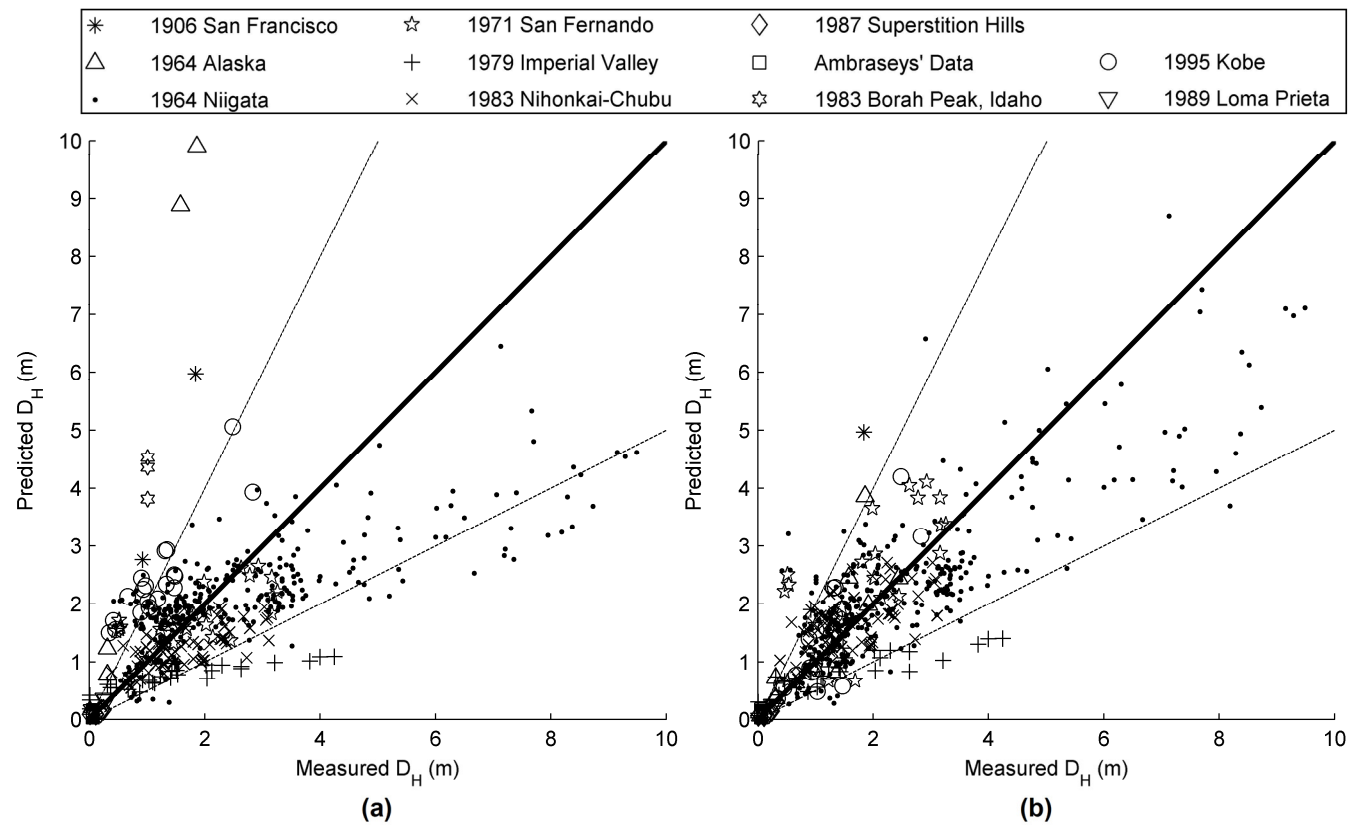 1906 San Francisco 1971 San Fernando 1987 Superstition Hills
1964 Alaska 1979 Imperial Valley Ambraseys' Data 1995 Kobe
1964 Niigata 1983 Nihonkai-Chubu 1983 Borah Peak, Idaho 1989 Loma Prieta
10
9
8
7
6
5
4
3
2
1
0
Predicted D_H (m)
0 2 4 6 8 10
Measured D_H (m)
(a)
10
9
8
7
6
5
4
3
2
1
0
Predicted D_H (m)
0 2 4 6 8 10
Measured D_H (m)
(b)